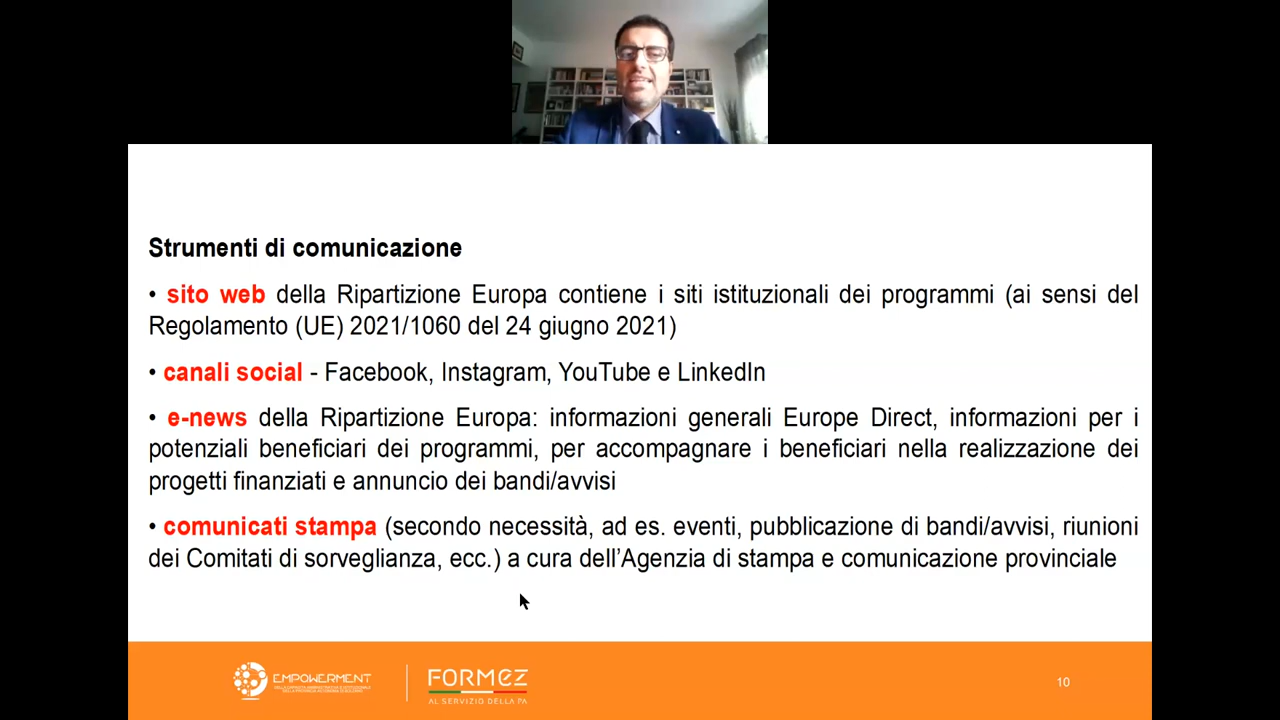 Strumenti di comunicazione
• sito web della Ripartizione Europa contiene i siti istituzionali dei programmi (ai sensi del
Regolamento (UE) 2021/1060 del 24 giugno 2021)
• canali social - Facebook, Instagram, YouTube e LinkedIn
• e-news della Ripartizione Europa: informazioni generali Europe Direct, informazioni per i
potenziali beneficiari dei programmi, per accompagnare i beneficiari nella realizzazione dei
progetti finanziati e annuncio dei bandi/avvisi
• comunicati stampa (secondo necessità, ad es. eventi, pubblicazione di bandi/avvisi, riunioni
dei Comitati di sorveglianza, ecc.) a cura dell'Agenzia di stampa e comunicazione provinciale
EMPOWERMENT
FORMEZ
AL SERVIZIO DELLA PA
10